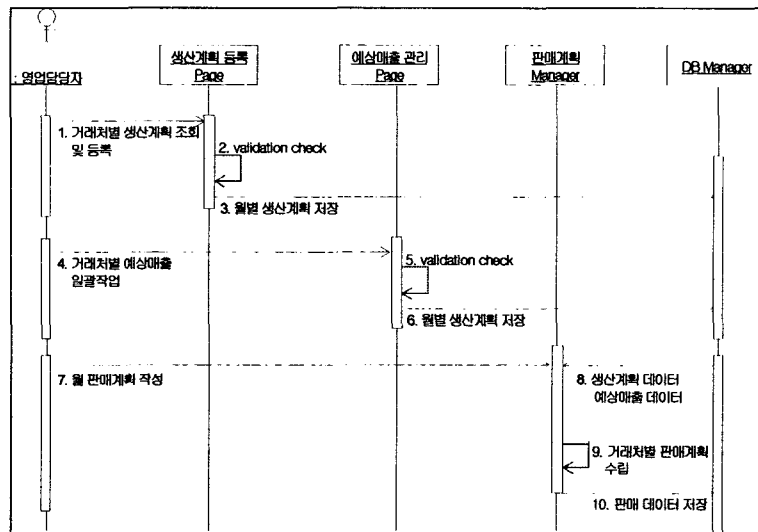 생산계획 등록
Page
예상매출 관리
Page
판매계획
Manager
DB Manager
: 영업담당자
1. 거래처별 생산계획 조회
및 등록
2. validation check
3. 월별 생산계획 저장
4. 거래처별 예상매출
일괄작업
5. validation check
6. 월별 생산계획 저장
7. 월 판매계획 작성
8. 생산계획 데이터
예상매출 데이터
9. 거래처별 판매계획
수립
10. 판매 데이터 저장